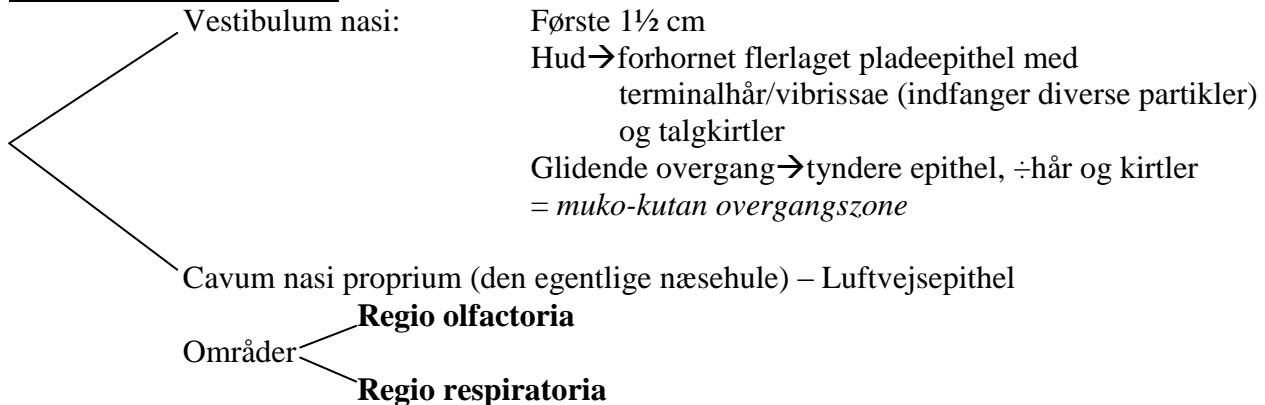 Vestibulum nasi: Første 1½ cm
Hud→forhornet flerlaget pladeepithel med
terminalhår/vibrissae (indfanger diverse partikler)
og talgkirtler
Glidende overgang→tyndere epithel, ÷hår og kirtler
= muko-kutan overgangszone
Cavum nasi proprium (den egentlige næsehule) – Luftvejsepithel
Regio olfactoria
Områder
Regio respiratoria